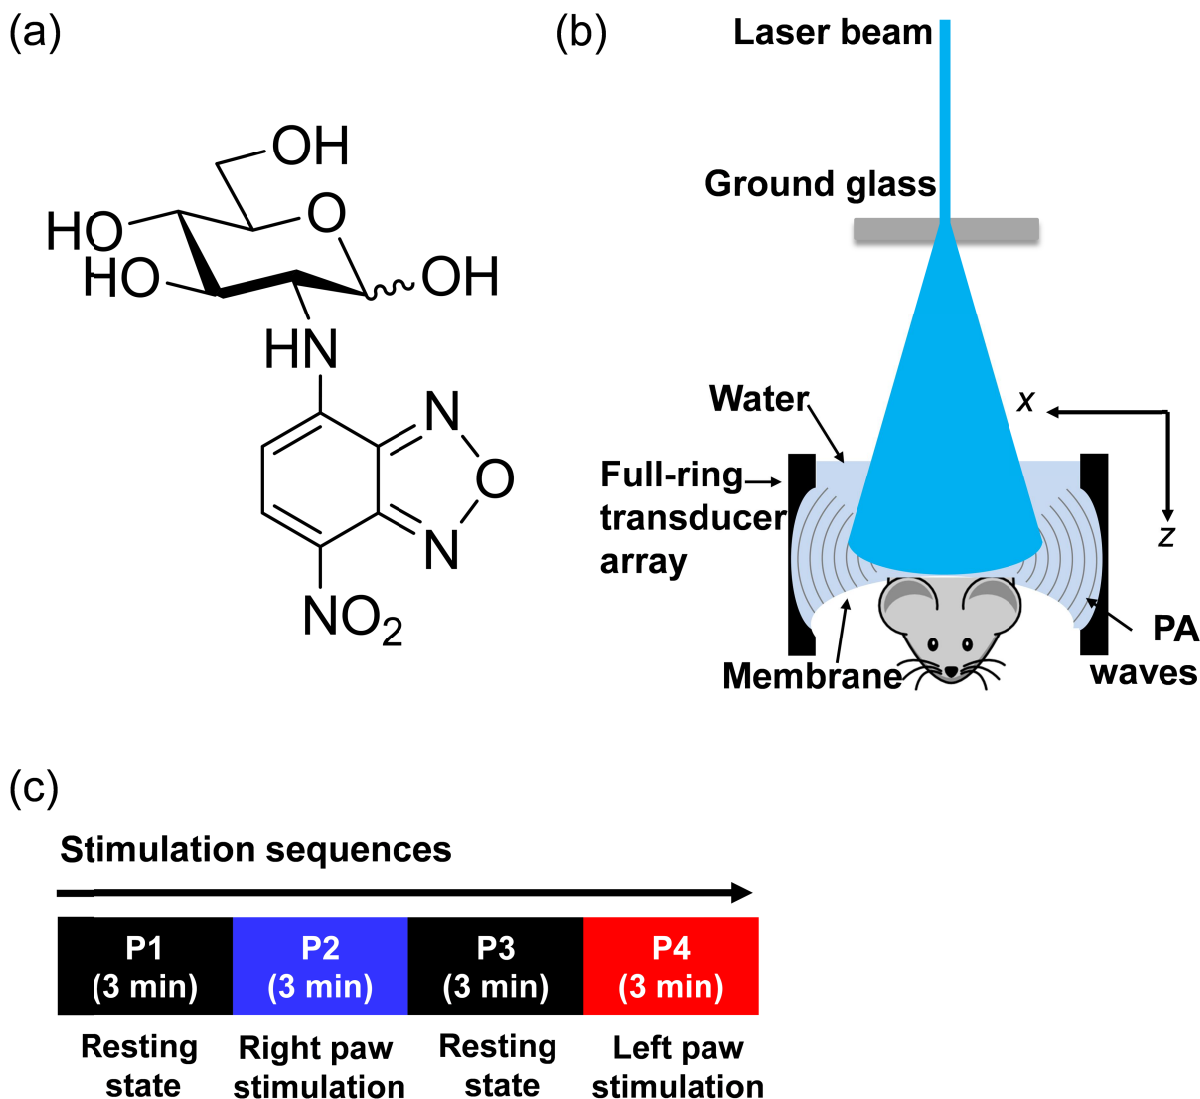 (a)
OH
O
HO
HO
OH
HN
N
O
N
NO2
(b)
Laser beam
Ground glass
Water
x
Full-ring
transducer
array
z
Membrane
PA
waves
(c)
Stimulation sequences
P1
(3 min)
P2
(3 min)
P3
(3 min)
P4
(3 min)
Resting
state
Right paw
stimulation
Resting
state
Left paw
stimulation